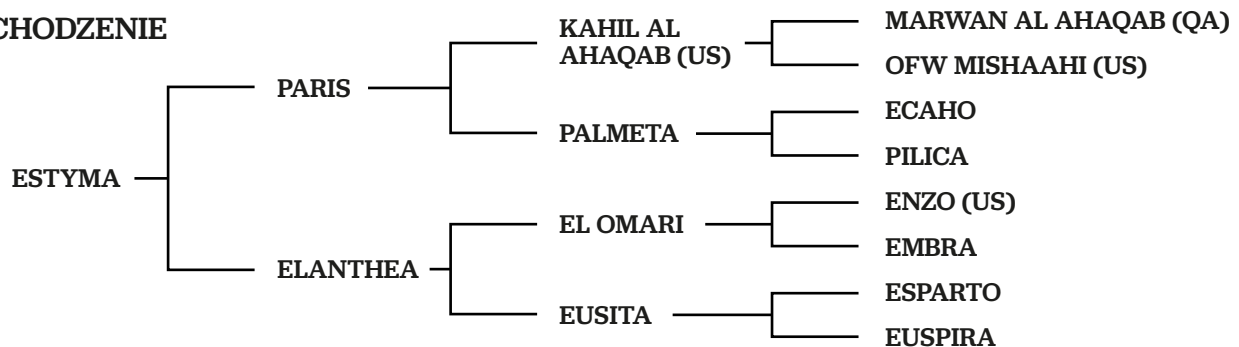 CHODZENIE
KAHIL AL
AHAQAB (US)
MARWAN AL AHAQAB (QA)
OFW MISHAAHI (US)
PARIS
PALMETA
ECAHO
PILICA
ESTYMA
ELANTHEA
EL OMARI
ENZO (US)
EMBRA
EUSITA
ESPARTO
EUSPIRA